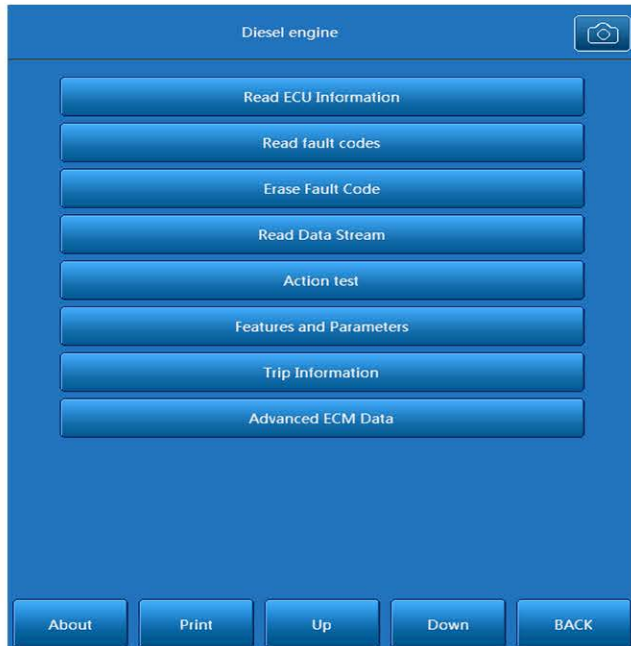 Diesel engine
Read ECU Information
Read fault codes
Erase Fault Code
Read Data Stream
Action test
Features and Parameters
Trip Information
Advanced ECM Data
About Print Up Down BACK